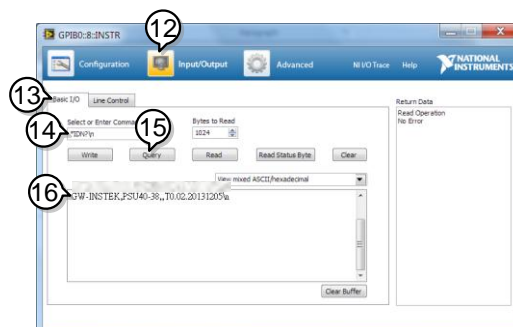 GPIB0::8::INSTR
12
Configuration
Input/Output
Advanced
NI I/O Trace
Help
NATIONAL
INSTRUMENTS
13
Basic I/O
Line Control
Return Data
Read Operation
No Error
14
Select or Enter Comma
15
Bytes to Read
*IDN?\n
1024
Write
Query
Read
Read Status Byte
Clear
View mixed ASCII/hexadecimal
16
GW-INSTEK,PSU40-38,,T0.02.20131205\n
Clear Buffer